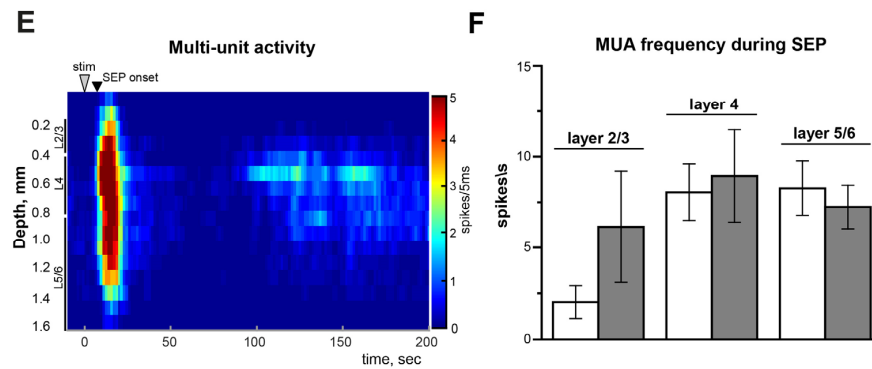 E
Multi-unit activity
stim
SEP onset
Depth, mm
0.2
0.4
0.6
0.8
1.0
1.2
1.4
1.6
L2/3
L4
L5/6
0
50
100
150
200
time, sec
5
4
3
2
1
0
spikes/5ms
F
MUA frequency during SEP
spikes\s
15
10
5
0
layer 2/3
layer 4
layer 5/6